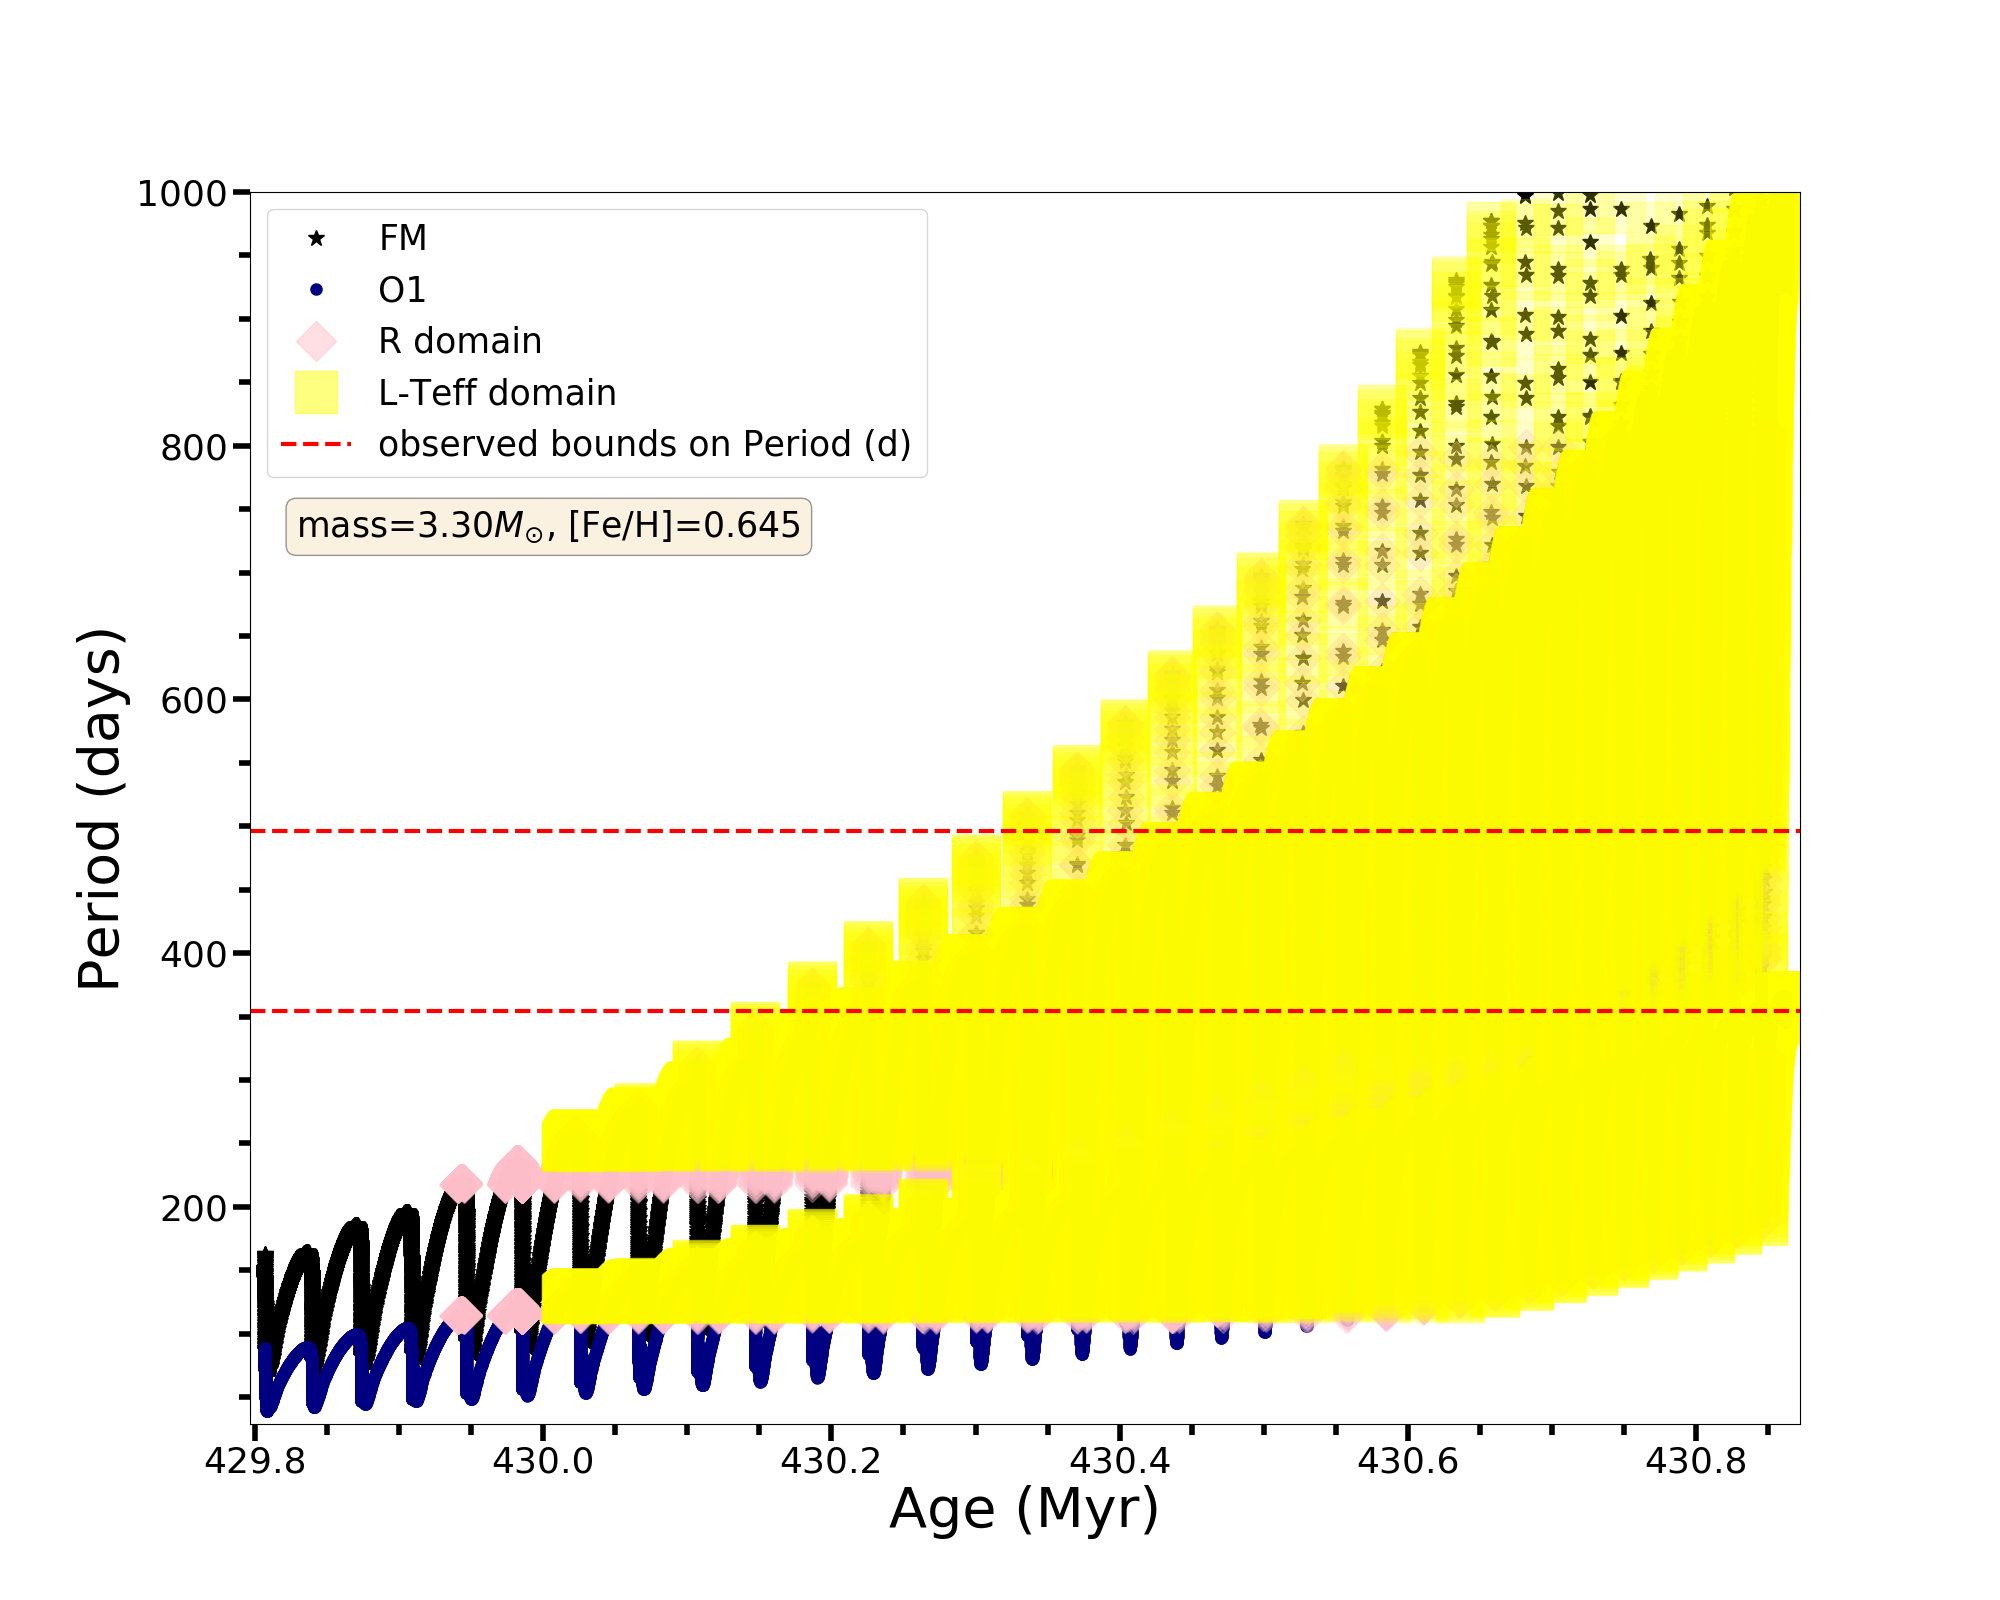 1000
800
600
400
200
Period (days)
FM
O1
R domain
L-Teff domain
observed bounds on Period (d)
mass=3.30M⊙, [Fe/H]=0.645
429.8 430.0 430.2 430.4 430.6 430.8
Age (Myr)